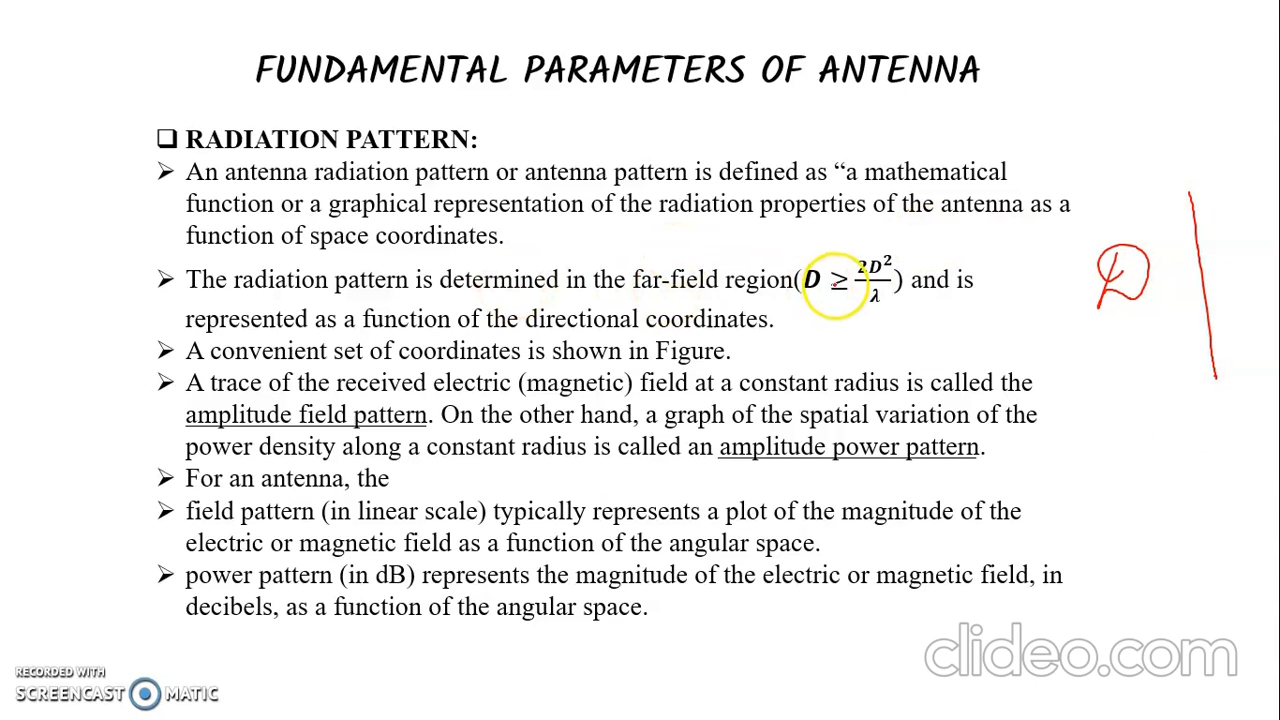 FUNDAMENTAL PARAMETERS OF ANTENNA
❑ RADIATION PATTERN:
➢ An antenna radiation pattern or antenna pattern is defined as “a mathematical
function or a graphical representation of the radiation properties of the antenna as a
function of space coordinates.
➢ The radiation pattern is determined in the far-field region(D ≥ 2D²/λ) and is
represented as a function of the directional coordinates.
➢ A convenient set of coordinates is shown in Figure.
➢ A trace of the received electric (magnetic) field at a constant radius is called the
amplitude field pattern. On the other hand, a graph of the spatial variation of the
power density along a constant radius is called an amplitude power pattern.
➢ For an antenna, the
➢ field pattern (in linear scale) typically represents a plot of the magnitude of the
electric or magnetic field as a function of the angular space.
➢ power pattern (in dB) represents the magnitude of the electric or magnetic field, in
decibels, as a function of the angular space.
D
clideo.com
RECORDED WITH
SCREENCAST MATIC